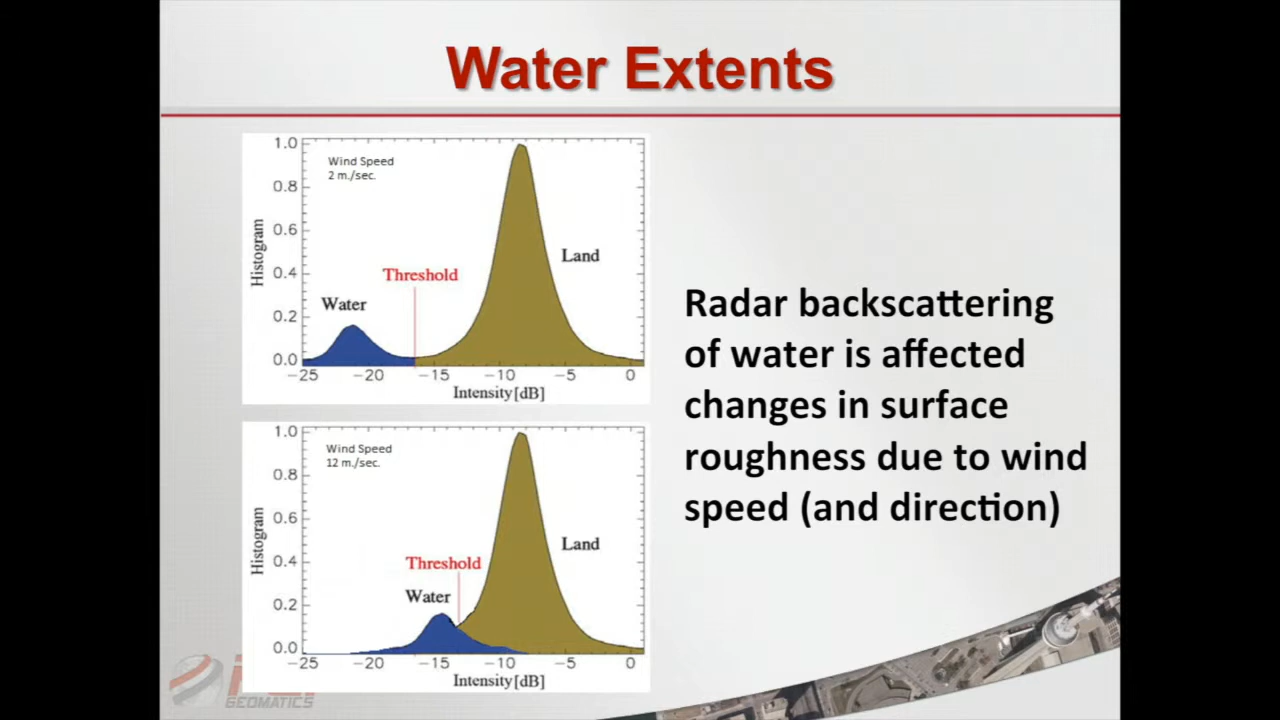 Water Extents
1.0
Wind Speed
2 m./sec.
0.8
0.6
Land
Histogram
0.4
Threshold
Water
0.2
0.0
−25 −20 −15 −10 −5 0
Intensity[dB]
Radar backscattering
of water is affected
changes in surface
roughness due to wind
speed (and direction)
1.0
Wind Speed
12 m./sec.
0.8
0.6
Land
Histogram
0.4
Threshold
Water
0.2
0.0
−25 −20 −15 −10 −5 0
Intensity[dB]
GEOMATICS